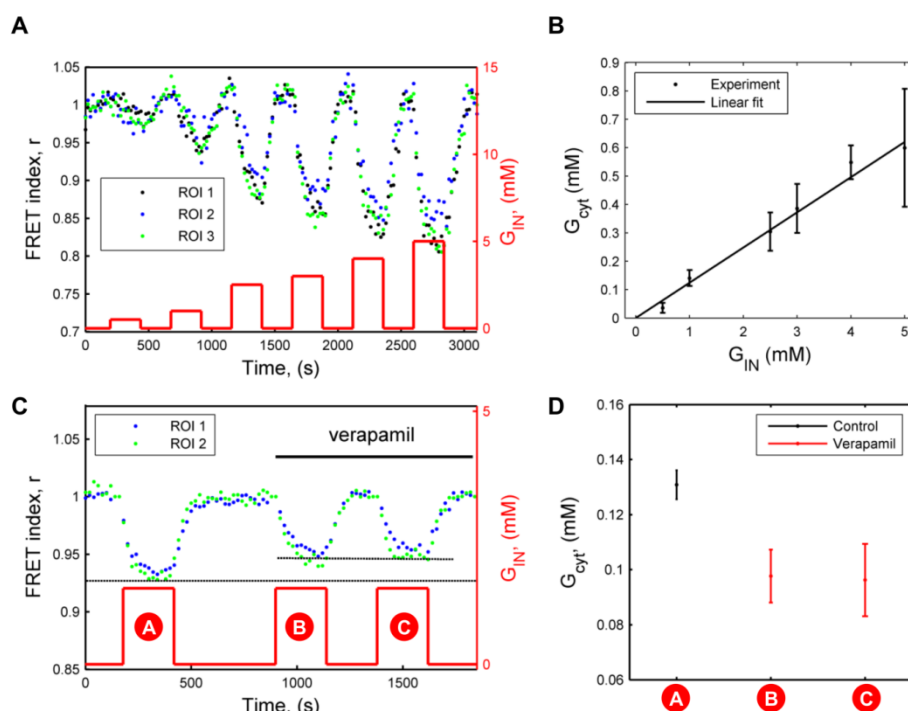 A
FRET index, r
1.05
1
0.95
0.9
0.85
0.8
0.75
0.7
ROI 1
ROI 2
ROI 3
0 500 1000 1500 2000 2500 3000
Time, (s)
15
10
5
0
G_IN, (mM)
B
G_cyt (mM)
0.9
0.8
0.7
0.6
0.5
0.4
0.3
0.2
0.1
0
Experiment
Linear fit
0 1 2 3 4 5
G_IN (mM)
C
FRET index, r
1.05
1
0.95
0.9
0.85
ROI 1
ROI 2
verapamil
A B C
0 500 1000 1500
Time, (s)
5
0
G_IN, (mM)
D
G_cyt, (mM)
0.16
0.14
0.12
0.1
0.08
0.06
Control
Verapamil
A B C